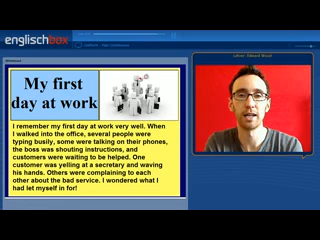 englischbox
Whiteboard
My first
day at work
I remember my first day at work very well. When
I walked into the office, several people were
typing busily, some were talking on their phones,
the boss was shouting instructions, and
customers were waiting to be helped. One
customer was yelling at a secretary and waving
his hands. Others were complaining to each
other about the bad service. I wondered what I
had let myself in for!